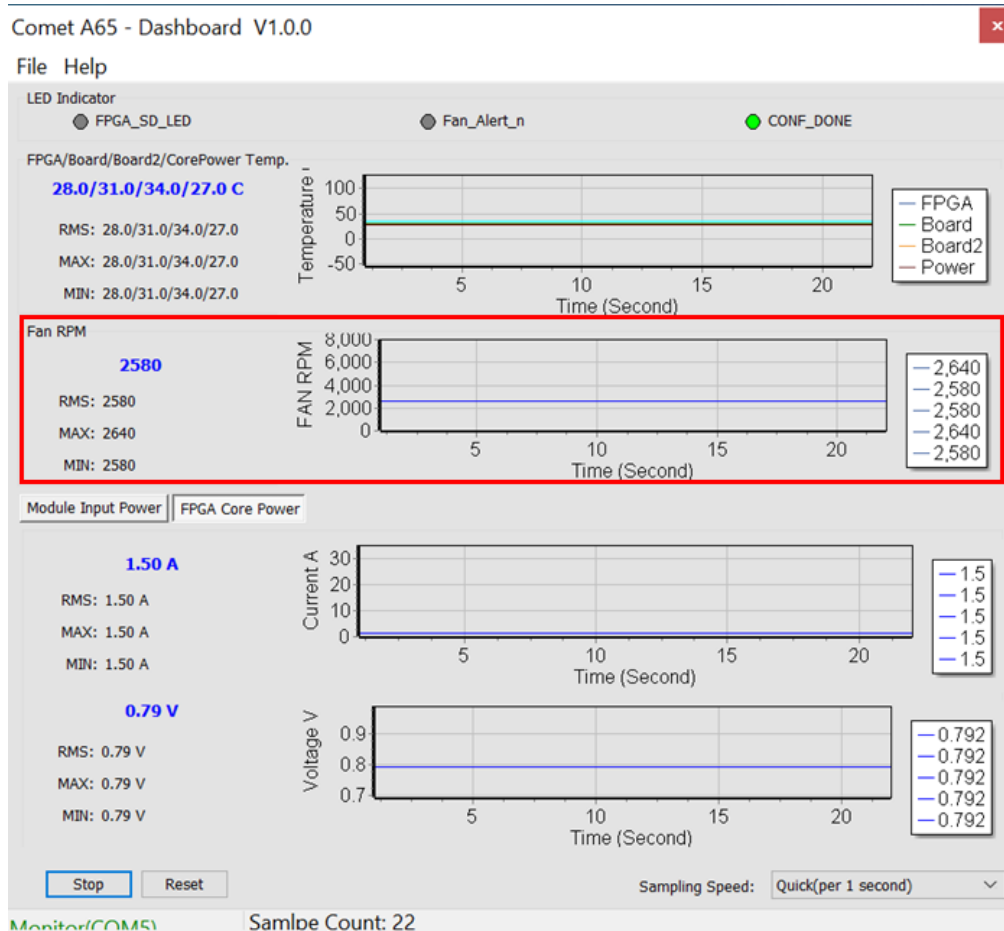 Comet A65 - Dashboard V1.0.0
x
File Help
LED Indicator
FPGA_SD_LED Fan_Alert_n CONF_DONE
FPGA/Board/Board2/CorePower Temp.
28.0/31.0/34.0/27.0 C
RMS: 28.0/31.0/34.0/27.0
MAX: 28.0/31.0/34.0/27.0
MIN: 28.0/31.0/34.0/27.0
Temperature
100
50
0
-50
5 10 15 20
Time (Second)
FPGA
Board
Board2
Power
Fan RPM
2580
RMS: 2580
MAX: 2640
MIN: 2580
FAN RPM
8,000
6,000
4,000
2,000
0
5 10 15 20
Time (Second)
2,640
2,580
2,580
2,640
2,580
Module Input Power FPGA Core Power
1.50 A
RMS: 1.50 A
MAX: 1.50 A
MIN: 1.50 A
Current A
30
20
10
0
5 10 15 20
Time (Second)
1.5
1.5
1.5
1.5
1.5
0.79 V
RMS: 0.79 V
MAX: 0.79 V
MIN: 0.79 V
Voltage V
0.9
0.8
0.7
5 10 15 20
Time (Second)
0.792
0.792
0.792
0.792
0.792
Stop Reset Sampling Speed: Quick(per 1 second)
Monitor(COM5) Samlpe Count: 22